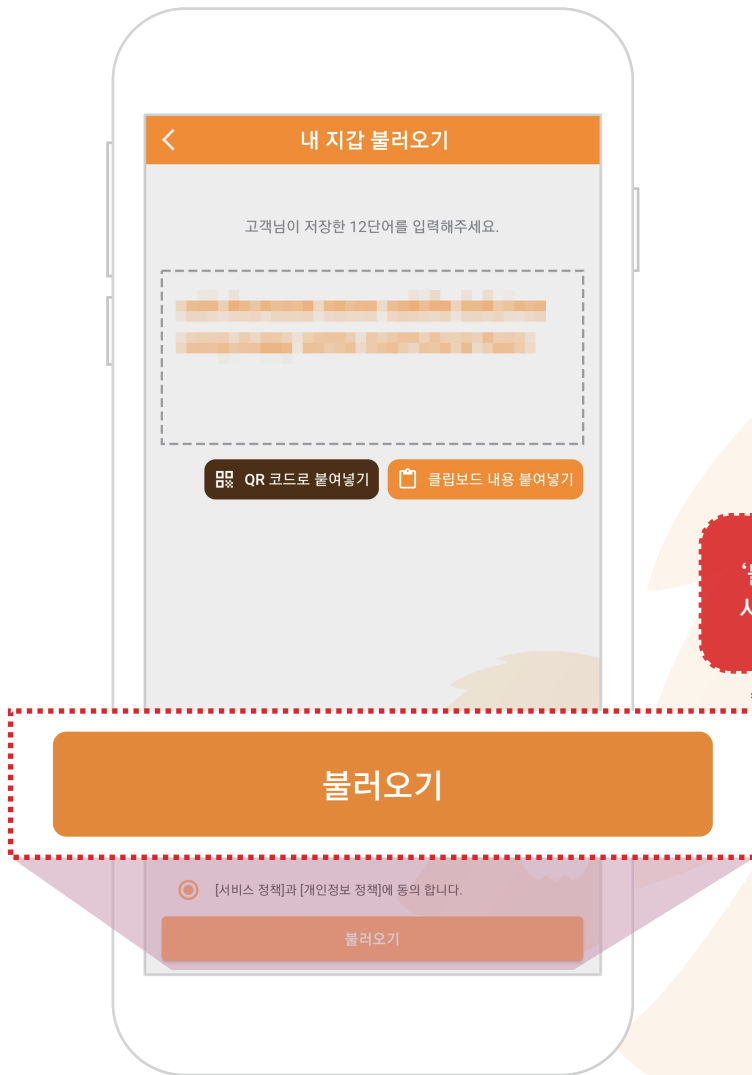 내 지갑 불러오기
고객님이 저장한 12단어를 입력해주세요.
QR 코드로 붙여넣기
클립보드 내용 붙여넣기
불러오기
[서비스 정책]과 [개인정보 정책]에 동의 합니다.
불러오기